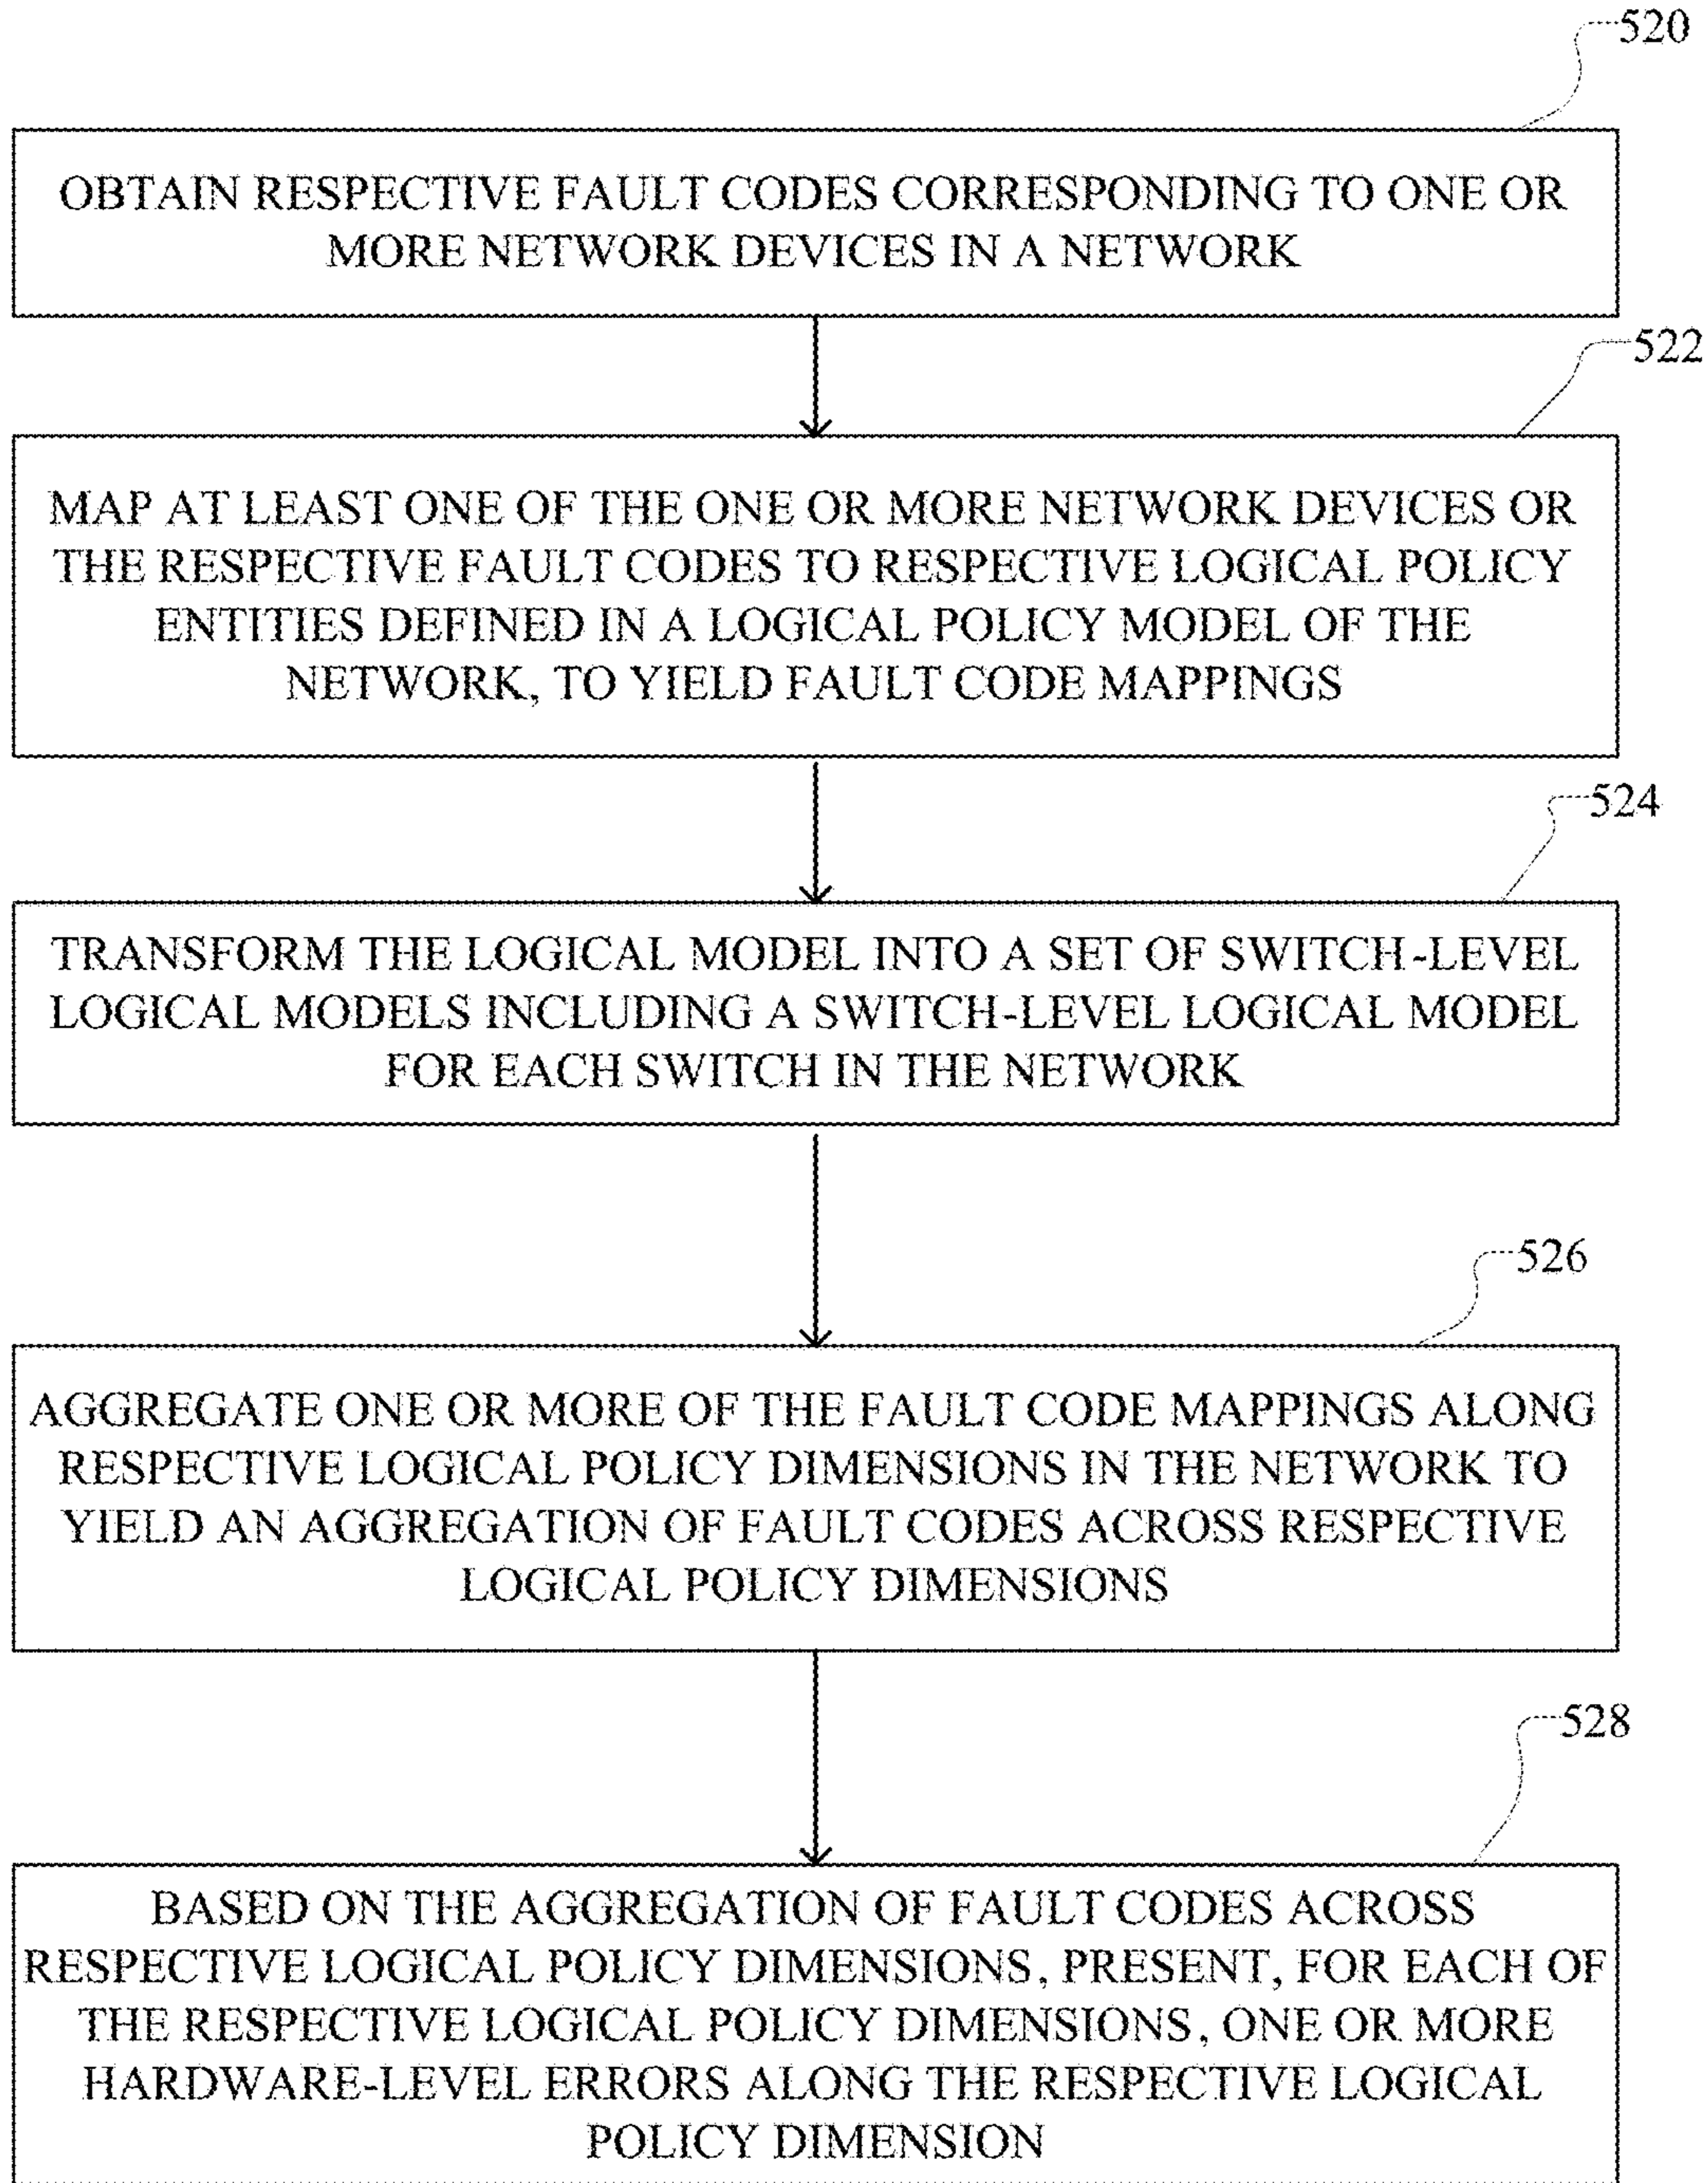 520
OBTAIN RESPECTIVE FAULT CODES CORRESPONDING TO ONE OR
MORE NETWORK DEVICES IN A NETWORK
522
MAP AT LEAST ONE OF THE ONE OR MORE NETWORK DEVICES OR
THE RESPECTIVE FAULT CODES TO RESPECTIVE LOGICAL POLICY
ENTITIES DEFINED IN A LOGICAL POLICY MODEL OF THE
NETWORK, TO YIELD FAULT CODE MAPPINGS
524
TRANSFORM THE LOGICAL MODEL INTO A SET OF SWITCH-LEVEL
LOGICAL MODELS INCLUDING A SWITCH-LEVEL LOGICAL MODEL
FOR EACH SWITCH IN THE NETWORK
526
AGGREGATE ONE OR MORE OF THE FAULT CODE MAPPINGS ALONG
RESPECTIVE LOGICAL POLICY DIMENSIONS IN THE NETWORK TO
YIELD AN AGGREGATION OF FAULT CODES ACROSS RESPECTIVE
LOGICAL POLICY DIMENSIONS
528
BASED ON THE AGGREGATION OF FAULT CODES ACROSS
RESPECTIVE LOGICAL POLICY DIMENSIONS, PRESENT, FOR EACH OF
THE RESPECTIVE LOGICAL POLICY DIMENSIONS, ONE OR MORE
HARDWARE-LEVEL ERRORS ALONG THE RESPECTIVE LOGICAL
POLICY DIMENSION